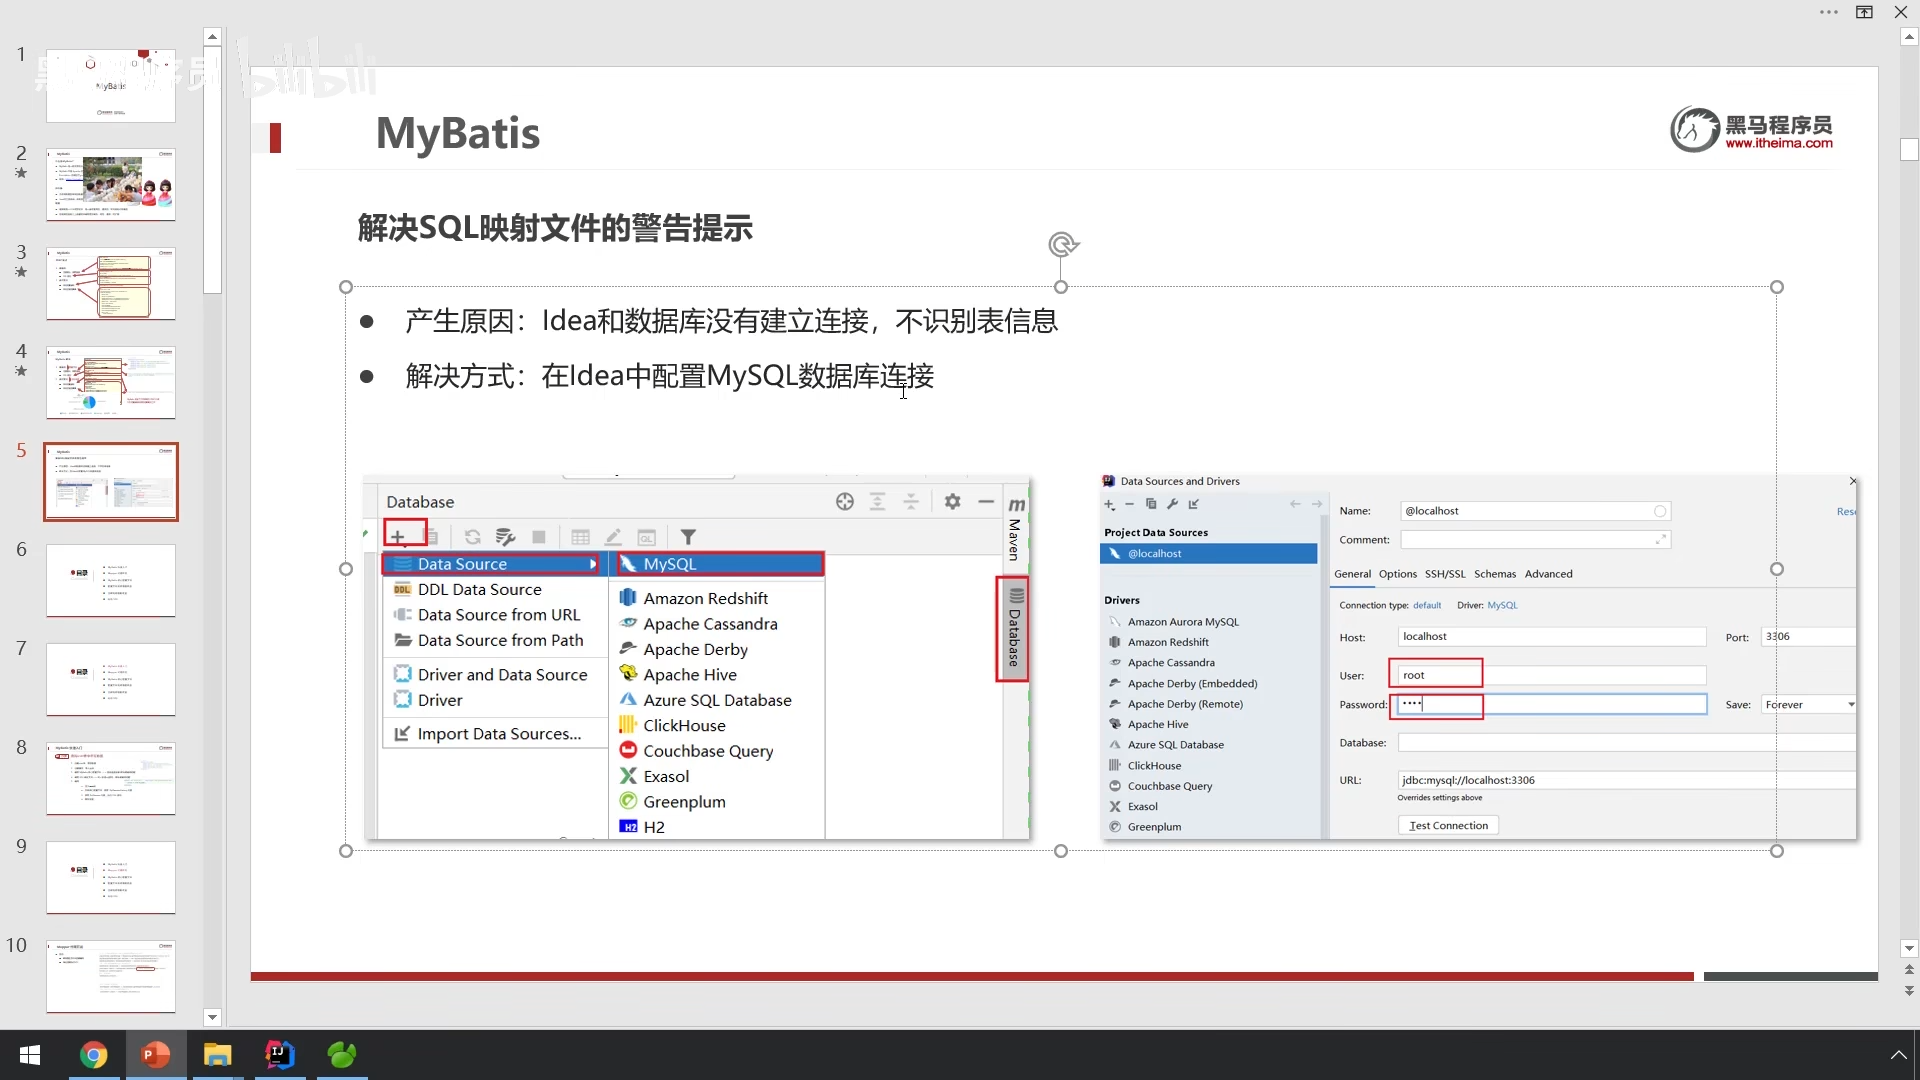 1
2
3
4
5
6
7
8
9
10
MyBatis
bilibili
MyBatis
黑马程序员
www.itheima.com
解决SQL映射文件的警告提示
● 产生原因：Idea和数据库没有建立连接，不识别表信息
● 解决方式：在Idea中配置MySQL数据库连接
Database
Data Source
DDL Data Source
Data Source from URL
Data Source from Path
Driver and Data Source
Driver
Import Data Sources...
MySQL
Amazon Redshift
Apache Cassandra
Apache Derby
Apache Hive
Azure SQL Database
ClickHouse
Couchbase Query
Exasol
Greenplum
H2
Maven
Database
Data Sources and Drivers
Project Data Sources
@localhost
Drivers
Amazon Aurora MySQL
Amazon Redshift
Apache Cassandra
Apache Derby (Embedded)
Apache Derby (Remote)
Apache Hive
Azure SQL Database
ClickHouse
Couchbase Query
Exasol
Greenplum
Name: @localhost
Comment:
General Options SSH/SSL Schemas Advanced
Connection type: default Driver: MySQL
Host: localhost Port: 3306
User: root
Password: •••• Save: Forever
Database:
URL: jdbc:mysql://localhost:3306
Overrides settings above
Test Connection